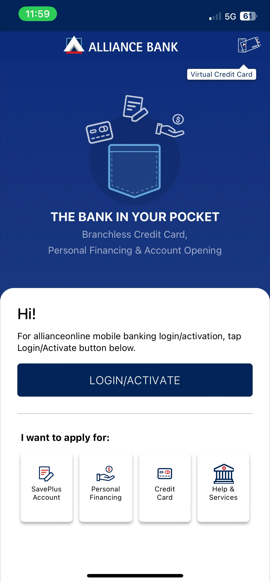 11:59
5G
61
ALLIANCE BANK
Virtual Credit Card
THE BANK IN YOUR POCKET
Branchless Credit Card,
Personal Financing & Account Opening
Hi!
For allianceonline mobile banking login/activation, tap
Login/Activate button below.
LOGIN/ACTIVATE
I want to apply for:
SavePlus
Account
Personal
Financing
Credit
Card
Help &
Services